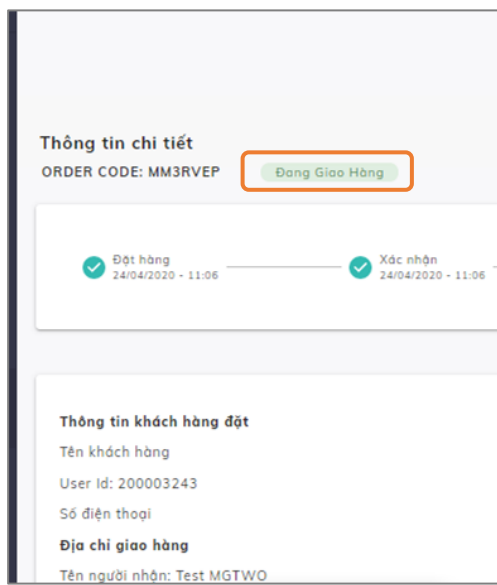 Thông tin chi tiết
ORDER CODE: MM3RVEP Đang Giao Hàng
Đặt hàng
24/04/2020 - 11:06
Xác nhận
24/04/2020 - 11:06
Thông tin khách hàng đặt
Tên khách hàng
User Id: 200003243
Số điện thoại
Địa chỉ giao hàng
Tên người nhận: Test MGTWO